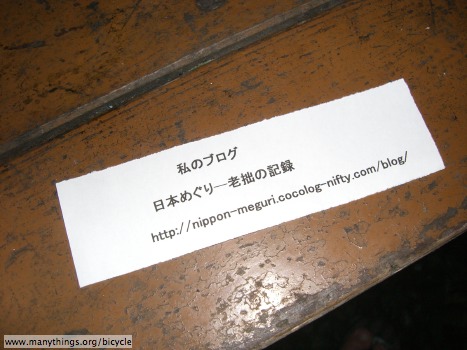 私のブログ
日本めぐり―老拙の記録
http://nippon-meguri.cocolog-nifty.com/blog/
www.manythings.org/bicycle